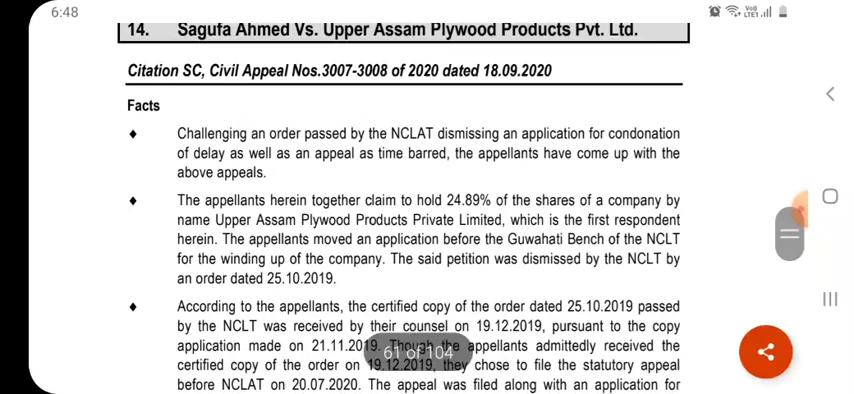 6:48
VoB
LTE1
14. Sagufa Ahmed Vs. Upper Assam Plywood Products Pvt. Ltd.
Citation SC, Civil Appeal Nos.3007-3008 of 2020 dated 18.09.2020
Facts
♦ Challenging an order passed by the NCLAT dismissing an application for condonation
of delay as well as an appeal as time barred, the appellants have come up with the
above appeals.
♦ The appellants herein together claim to hold 24.89% of the shares of a company by
name Upper Assam Plywood Products Private Limited, which is the first respondent
herein. The appellants moved an application before the Guwahati Bench of the NCLT
for the winding up of the company. The said petition was dismissed by the NCLT by
an order dated 25.10.2019.
♦ According to the appellants, the certified copy of the order dated 25.10.2019 passed
by the NCLT was received by their counsel on 19.12.2019, pursuant to the copy
application made on 21.11.2019. Though the appellants admittedly received the
61 of 104
certified copy of the order on 19.12.2019, they chose to file the statutory appeal
before NCLAT on 20.07.2020. The appeal was filed along with an application for